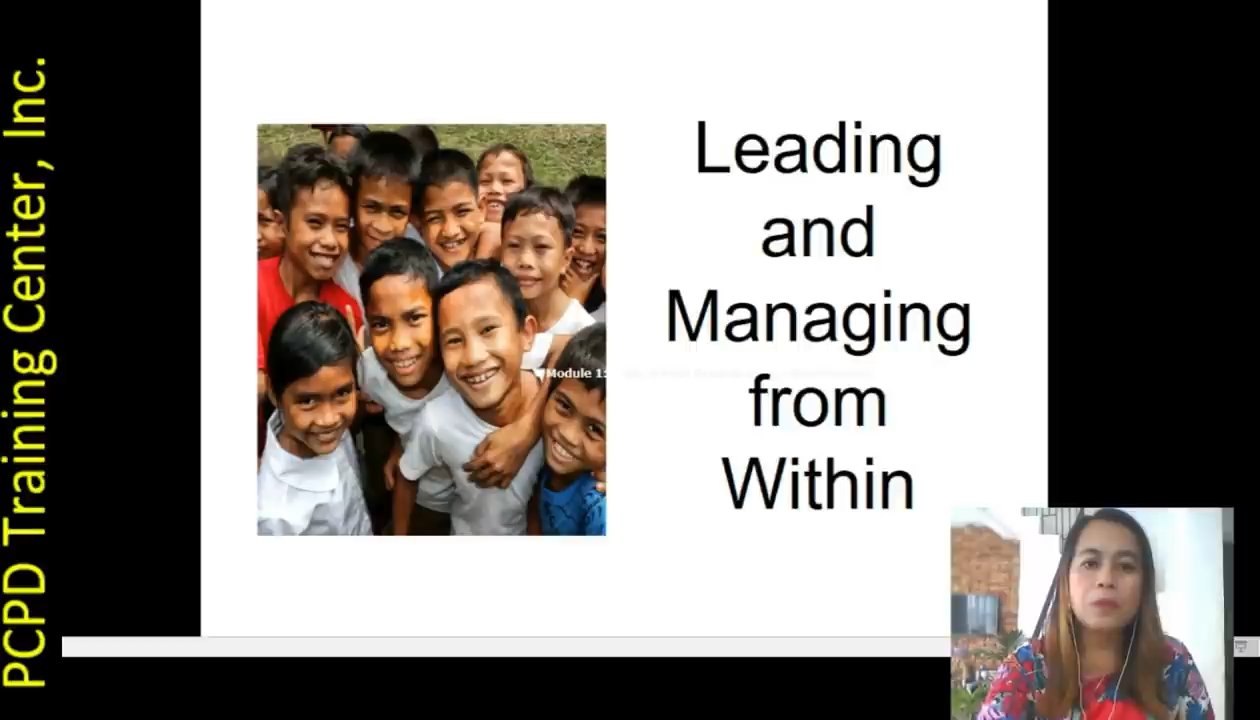 PCPD Training Center, Inc.
Leading
and
Managing
from
Within
Module 1: